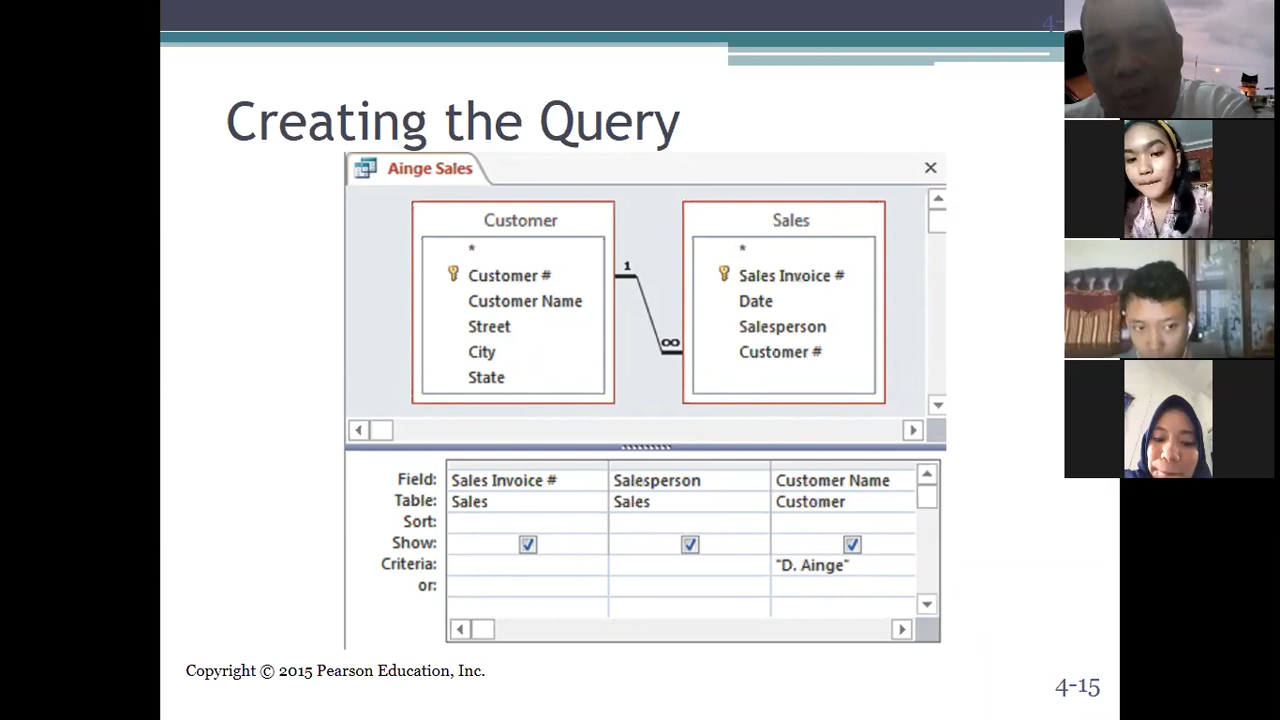 4-
Creating the Query
Ainge Sales
Customer
*
Customer #
Customer Name
Street
City
State
1
∞
Sales
*
Sales Invoice #
Date
Salesperson
Customer #
Field: Sales Invoice # Salesperson Customer Name
Table: Sales Sales Customer
Sort:
Show:
Criteria: "D. Ainge"
or:
Copyright © 2015 Pearson Education, Inc.
4-15